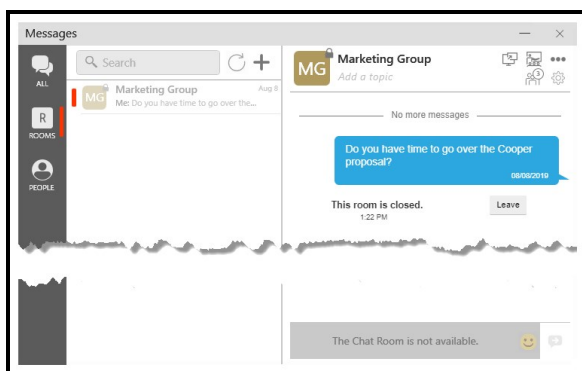 Messages
ALL
R
ROOMS
PEOPLE
Search
MG
Marketing Group
Aug 8
Me: Do you have time to go over the...
MG
Marketing Group
Add a topic
3
No more messages
Do you have time to go over the Cooper
proposal?
08/08/2019
This room is closed.
1:22 PM
Leave
The Chat Room is not available.